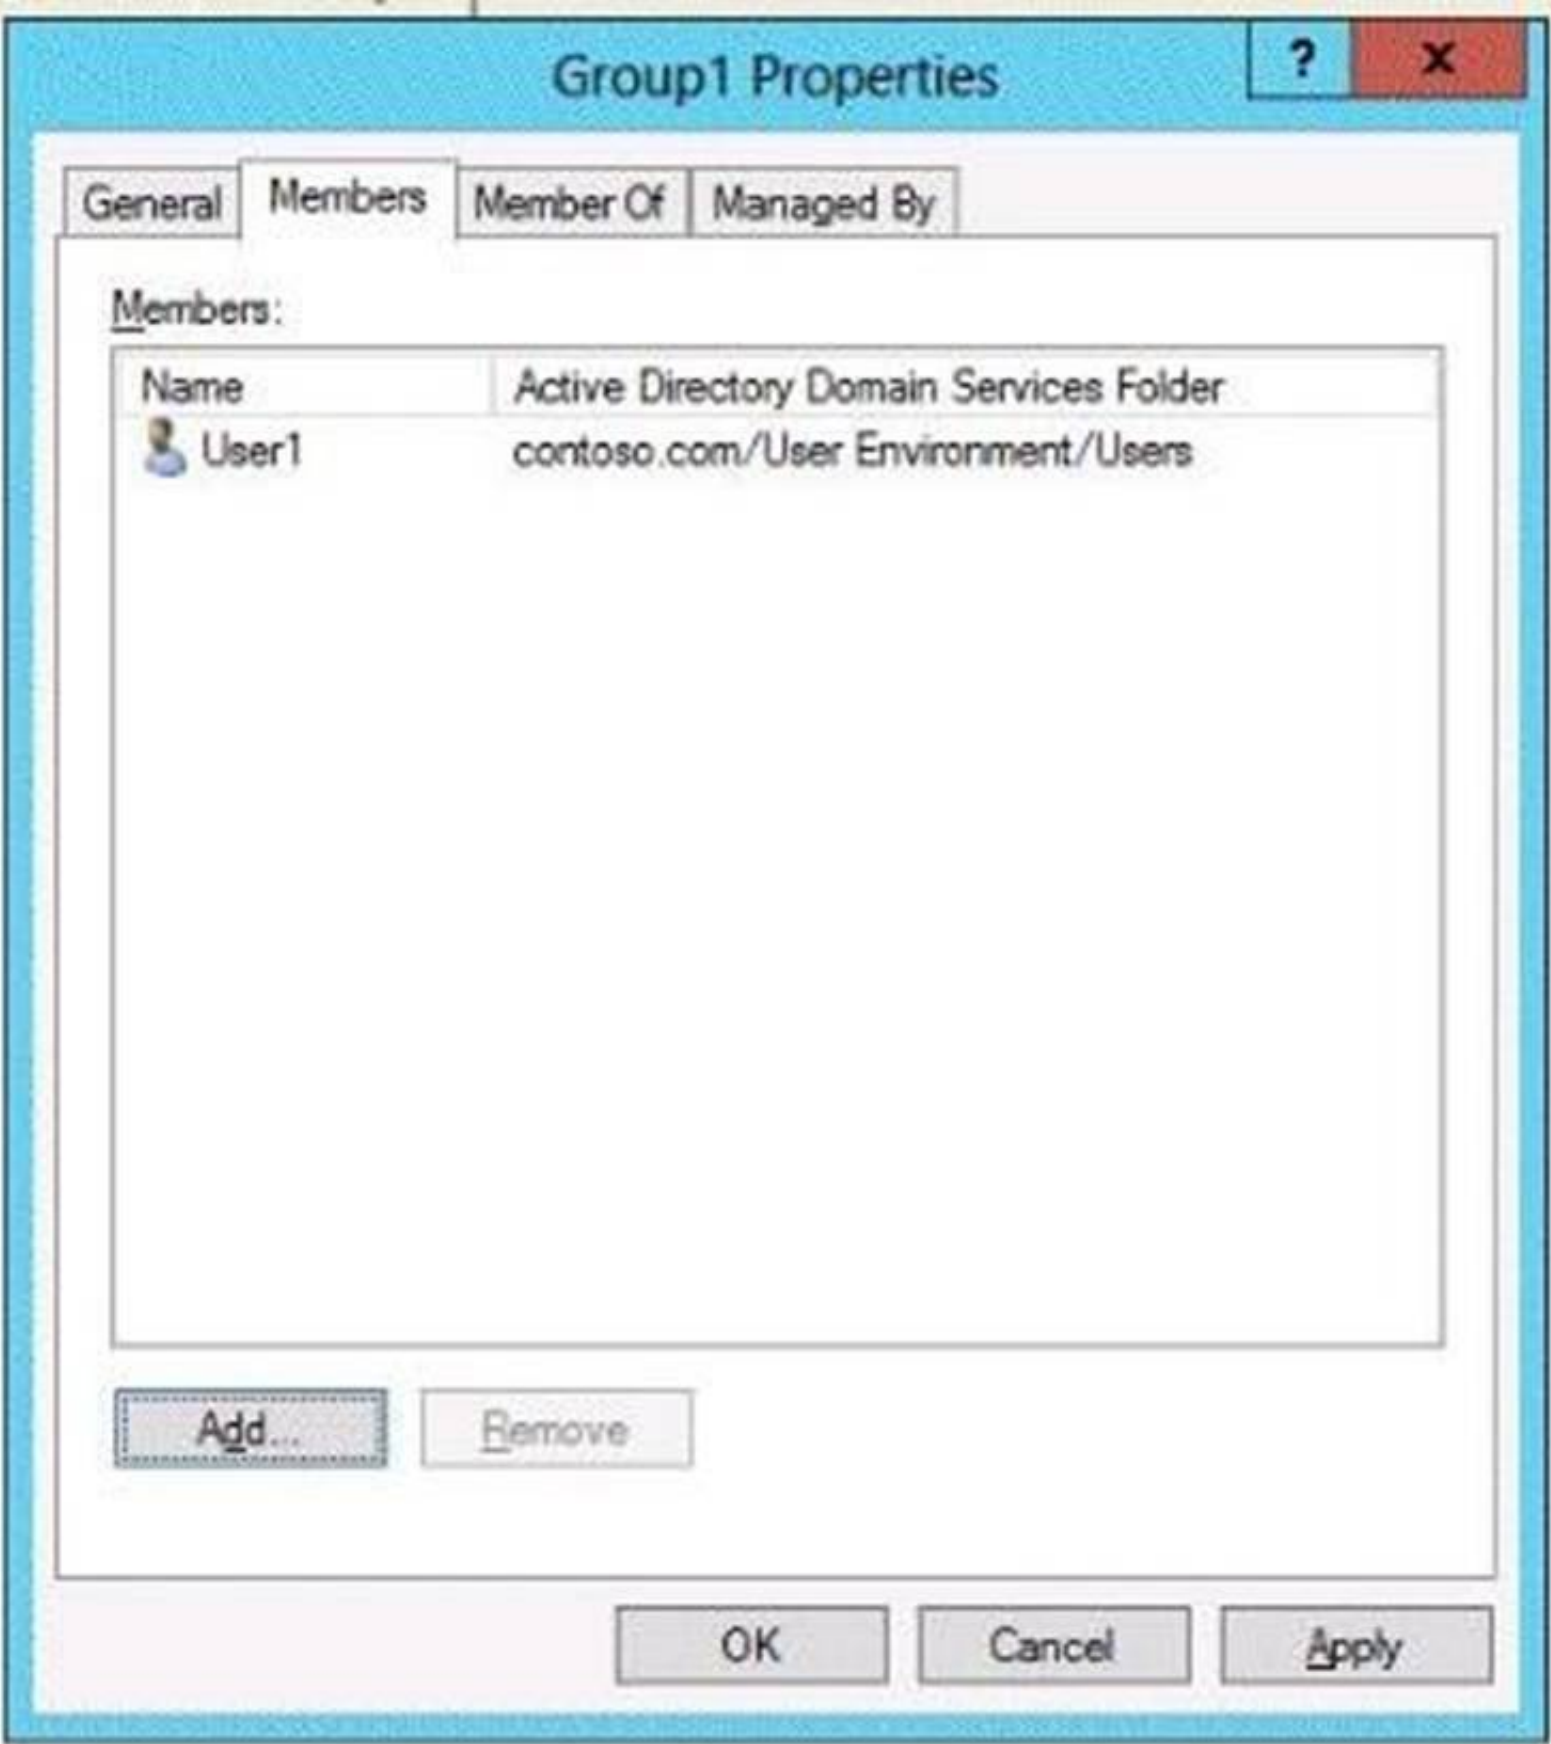 Group1 Properties
? x
General Members Member Of Managed By
Members:
Name Active Directory Domain Services Folder
User1 contoso.com/User Environment/Users
Add... Remove
OK Cancel Apply